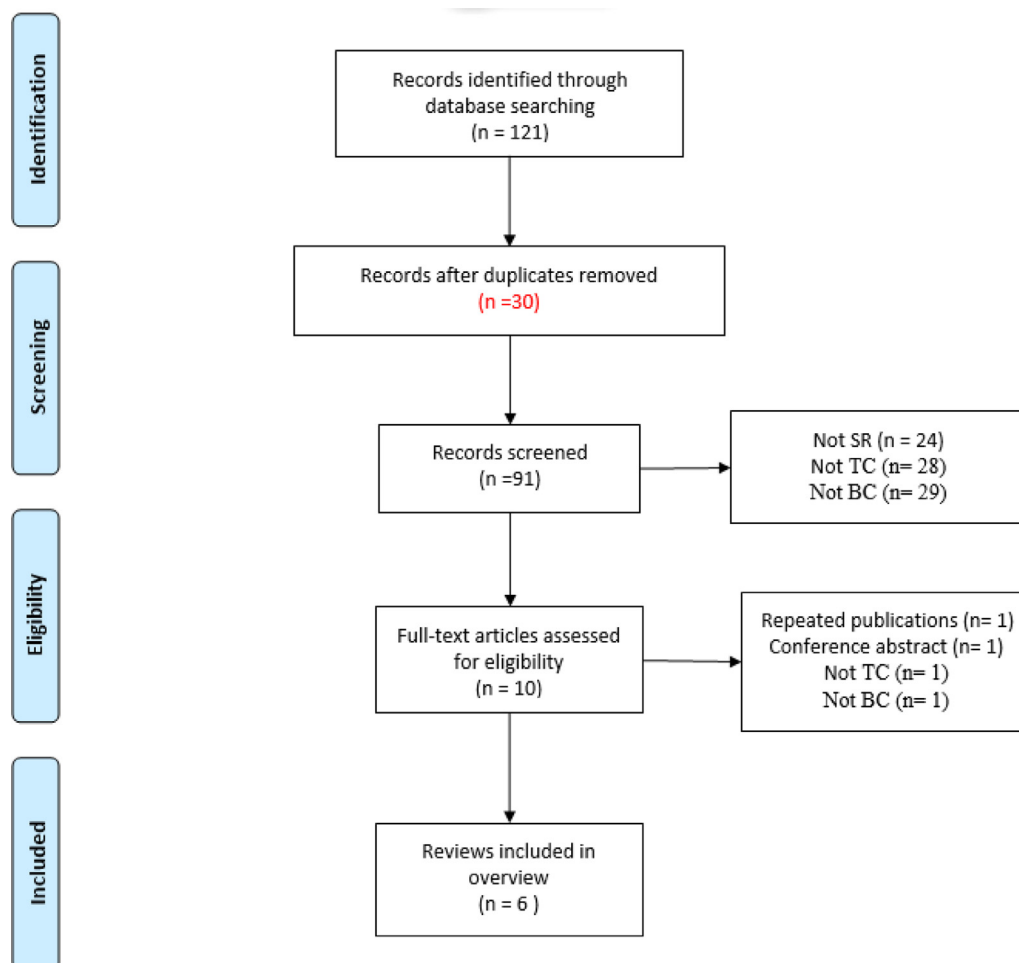 Identification
Records identified through
database searching
(n = 121)
Screening
Records after duplicates removed
(n =30)
Records screened
(n =91)
Not SR (n = 24)
Not TC (n= 28)
Not BC (n= 29)
Eligibility
Full-text articles assessed
for eligibility
(n = 10)
Repeated publications (n= 1)
Conference abstract (n= 1)
Not TC (n= 1)
Not BC (n= 1)
Included
Reviews included in
overview
(n = 6 )